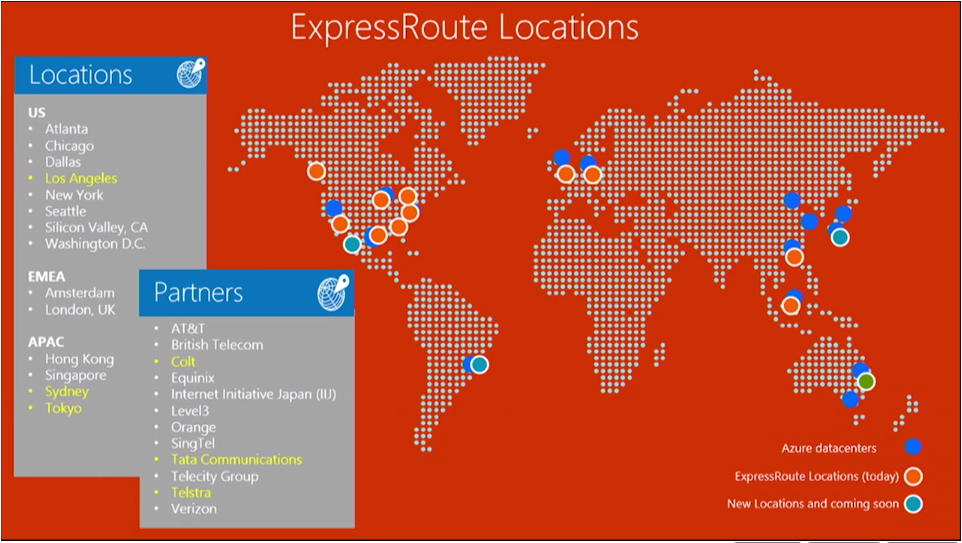 ExpressRoute Locations
Locations
US
• Atlanta
• Chicago
• Dallas
• Los Angeles
• New York
• Seattle
• Silicon Valley, CA
• Washington D.C.
EMEA
• Amsterdam
• London, UK
APAC
• Hong Kong
• Singapore
• Sydney
• Tokyo
Partners
• AT&T
• British Telecom
• Colt
• Equinix
• Internet Initiative Japan (IIJ)
• Level3
• Orange
• SingTel
• Tata Communications
• Telecity Group
• Telstra
• Verizon
Azure datacenters
ExpressRoute Locations (today)
New Locations and coming soon